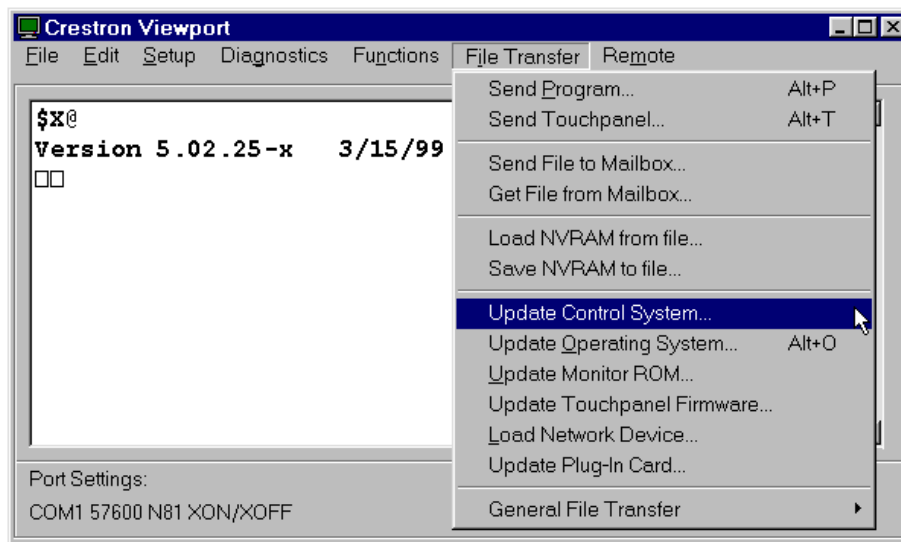 Crestron Viewport
File Edit Setup Diagnostics Functions File Transfer Remote
$X@
Version 5.02.25-x 3/15/99
Send Program... Alt+P
Send Touchpanel... Alt+T
Send File to Mailbox...
Get File from Mailbox...
Load NVRAM from file...
Save NVRAM to file...
Update Control System...
Update Operating System... Alt+O
Update Monitor ROM...
Update Touchpanel Firmware...
Load Network Device...
Update Plug-In Card...
General File Transfer
Port Settings:
COM1 57600 N81 XON/XOFF